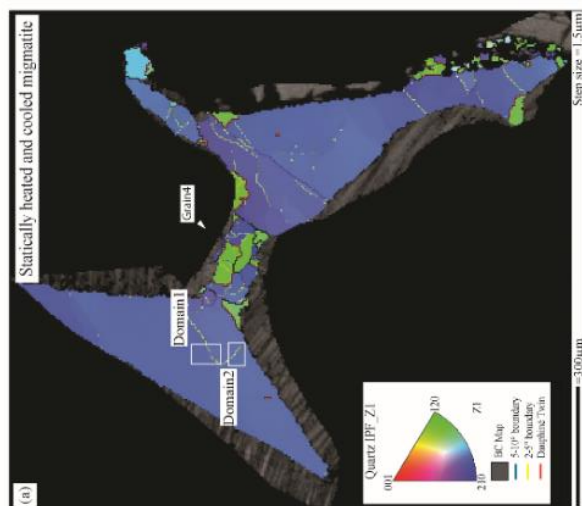 (a)
Statically heated and cooled migmatite
Grain4
Domain1
Domain2
Quartz IPF_Z1
001
120
210
Z1
BC Map
5-10° boundary
2-5° boundary
Dauphine Twin
=300μm
Step size =1.5μm